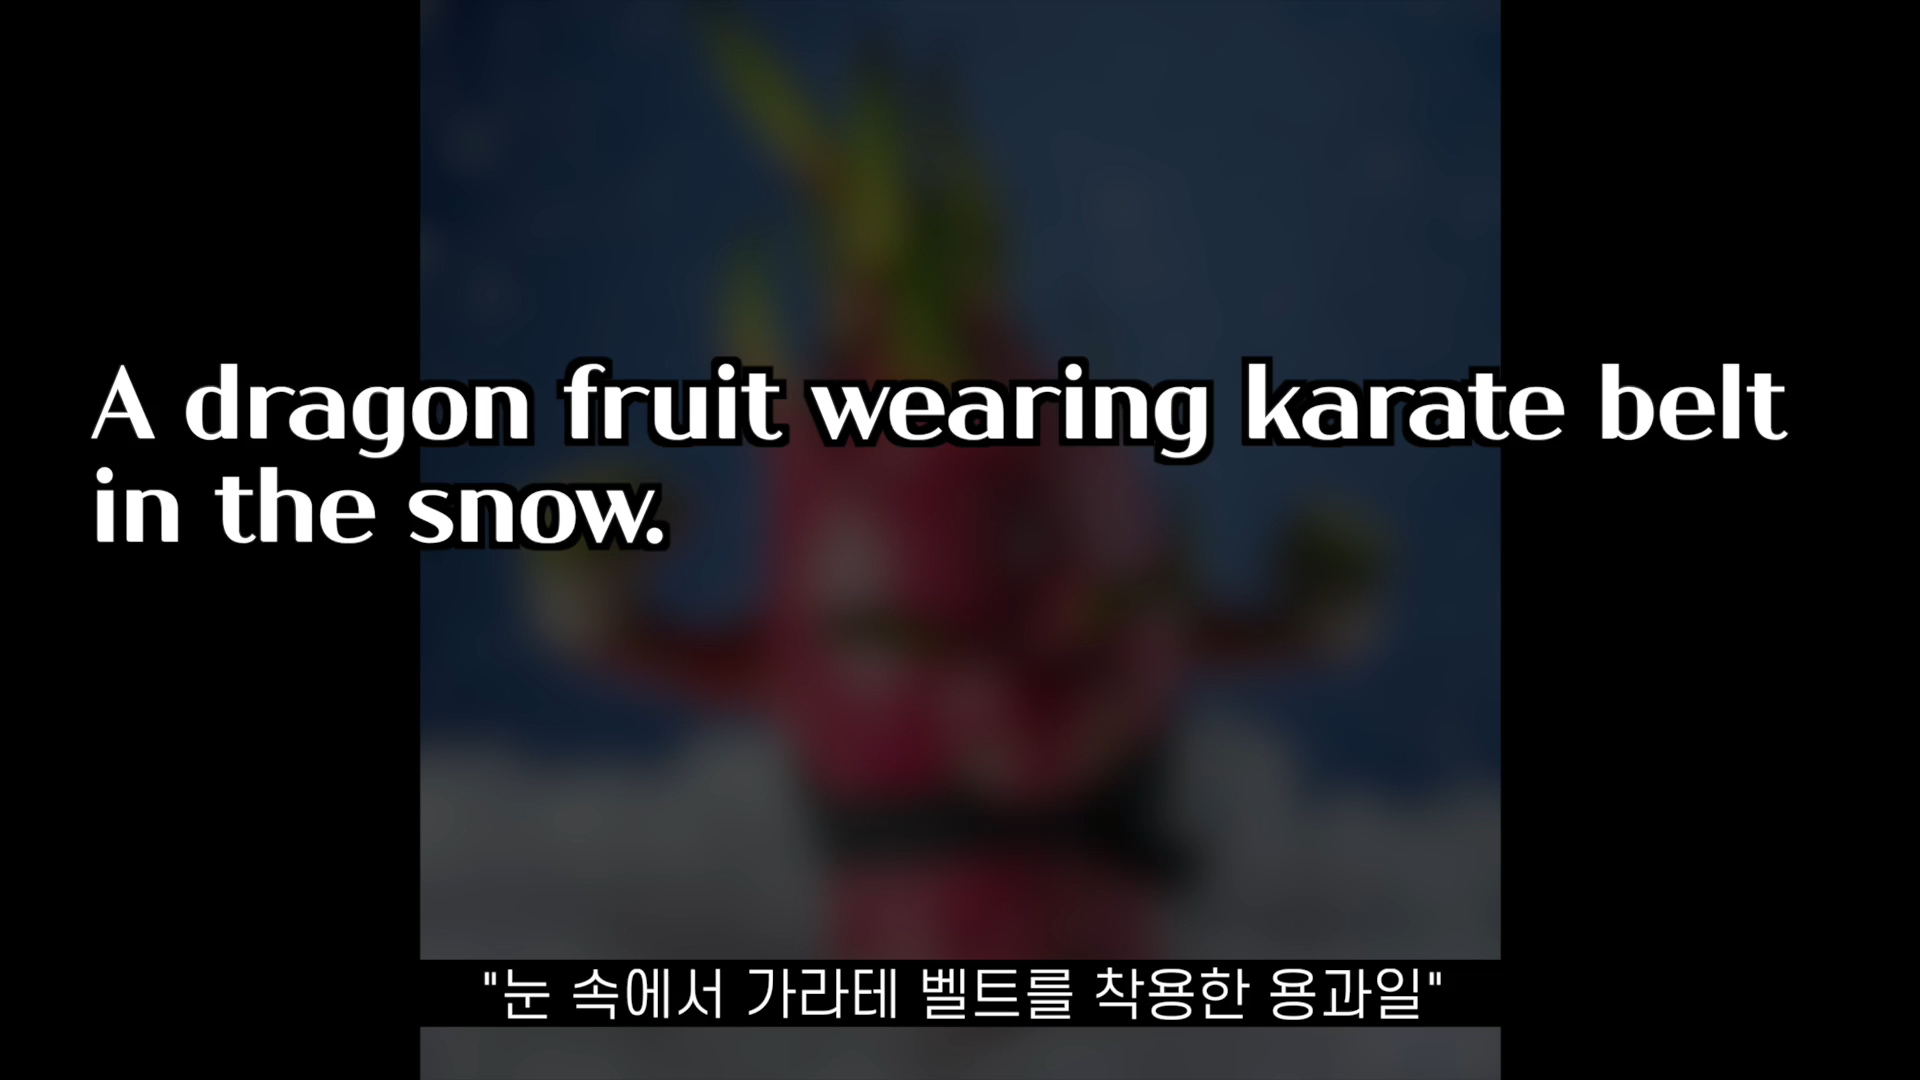 A dragon fruit wearing karate belt
in the snow.
"눈 속에서 가라테 벨트를 착용한 용과일"